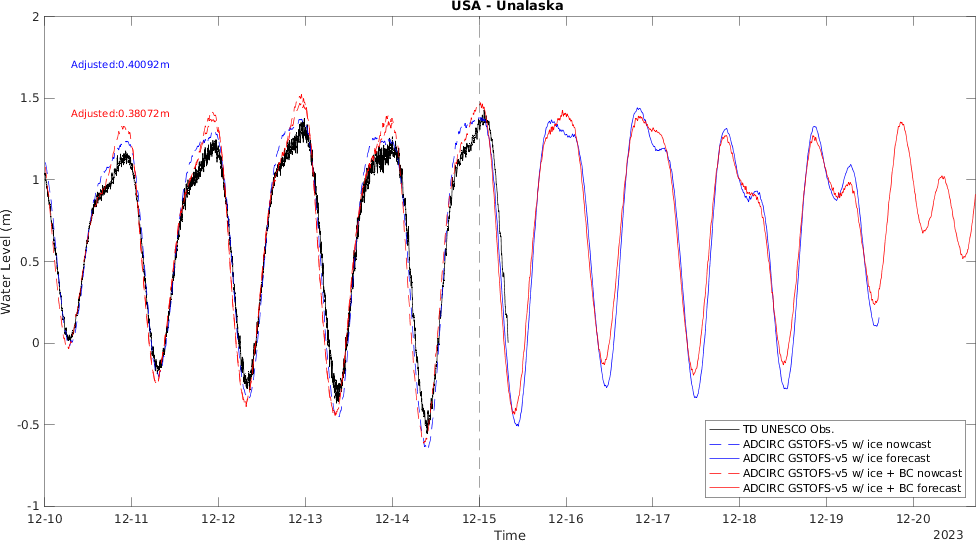 USA - Unalaska
Adjusted:0.40092m
Adjusted:0.38072m
Water Level (m)
2
1.5
1
0.5
0
-0.5
-1
TD UNESCO Obs.
ADCIRC GSTOFS-v5 w/ ice nowcast
ADCIRC GSTOFS-v5 w/ ice forecast
ADCIRC GSTOFS-v5 w/ ice + BC nowcast
ADCIRC GSTOFS-v5 w/ ice + BC forecast
12-10 12-11 12-12 12-13 12-14 12-15 12-16 12-17 12-18 12-19 12-20
Time
2023